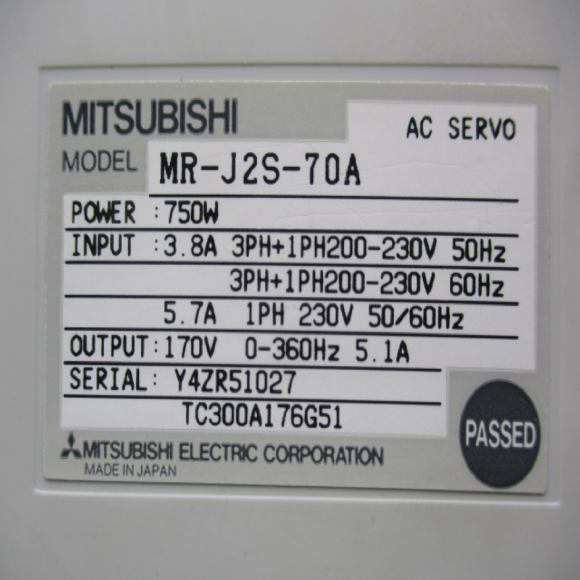 MITSUBISHI
AC SERVO
MODEL MR-J2S-70A
POWER :750W
INPUT :3.8A 3PH+1PH200-230V 50Hz
3PH+1PH200-230V 60Hz
5.7A 1PH 230V 50/60Hz
OUTPUT:170V 0-360Hz 5.1A
SERIAL: Y4ZR51027
TC300A176G51
PASSED
MITSUBISHI ELECTRIC CORPORATION
MADE IN JAPAN